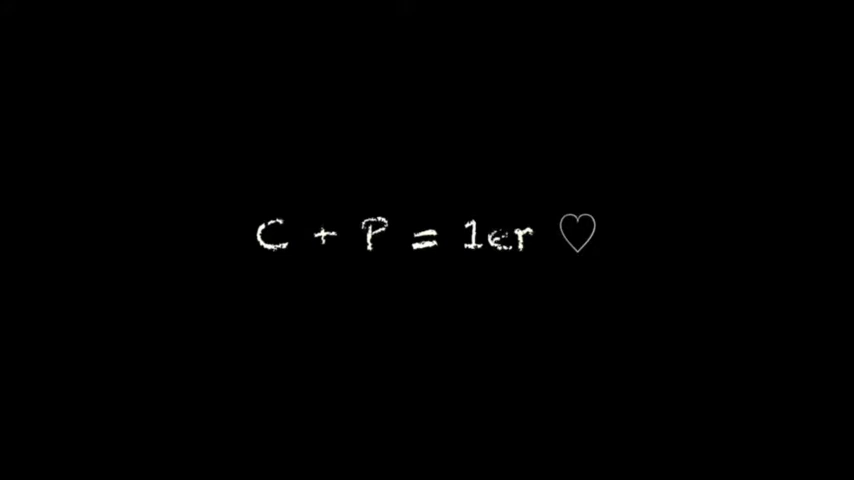 C + P = 1er ♡